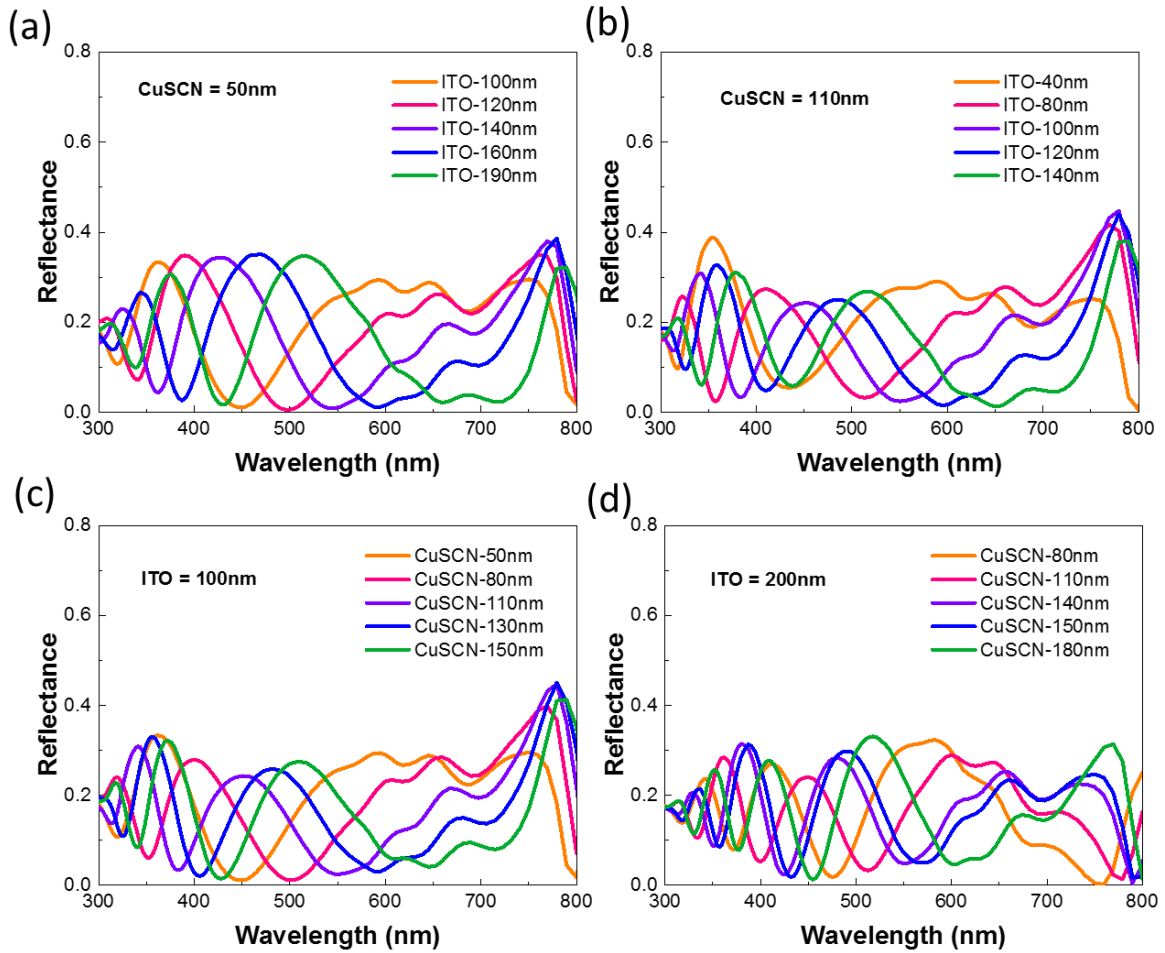 (a)
0.8
0.6
0.4
0.2
0.0
Reflectance
CuSCN = 50nm
ITO-100nm
ITO-120nm
ITO-140nm
ITO-160nm
ITO-190nm
300 400 500 600 700 800
Wavelength (nm)
(b)
0.8
0.6
0.4
0.2
0.0
Reflectance
CuSCN = 110nm
ITO-40nm
ITO-80nm
ITO-100nm
ITO-120nm
ITO-140nm
300 400 500 600 700 800
Wavelength (nm)
(c)
0.8
0.6
0.4
0.2
0.0
Reflectance
ITO = 100nm
CuSCN-50nm
CuSCN-80nm
CuSCN-110nm
CuSCN-130nm
CuSCN-150nm
300 400 500 600 700 800
Wavelength (nm)
(d)
0.8
0.6
0.4
0.2
0.0
Reflectance
ITO = 200nm
CuSCN-80nm
CuSCN-110nm
CuSCN-140nm
CuSCN-150nm
CuSCN-180nm
300 400 500 600 700 800
Wavelength (nm)